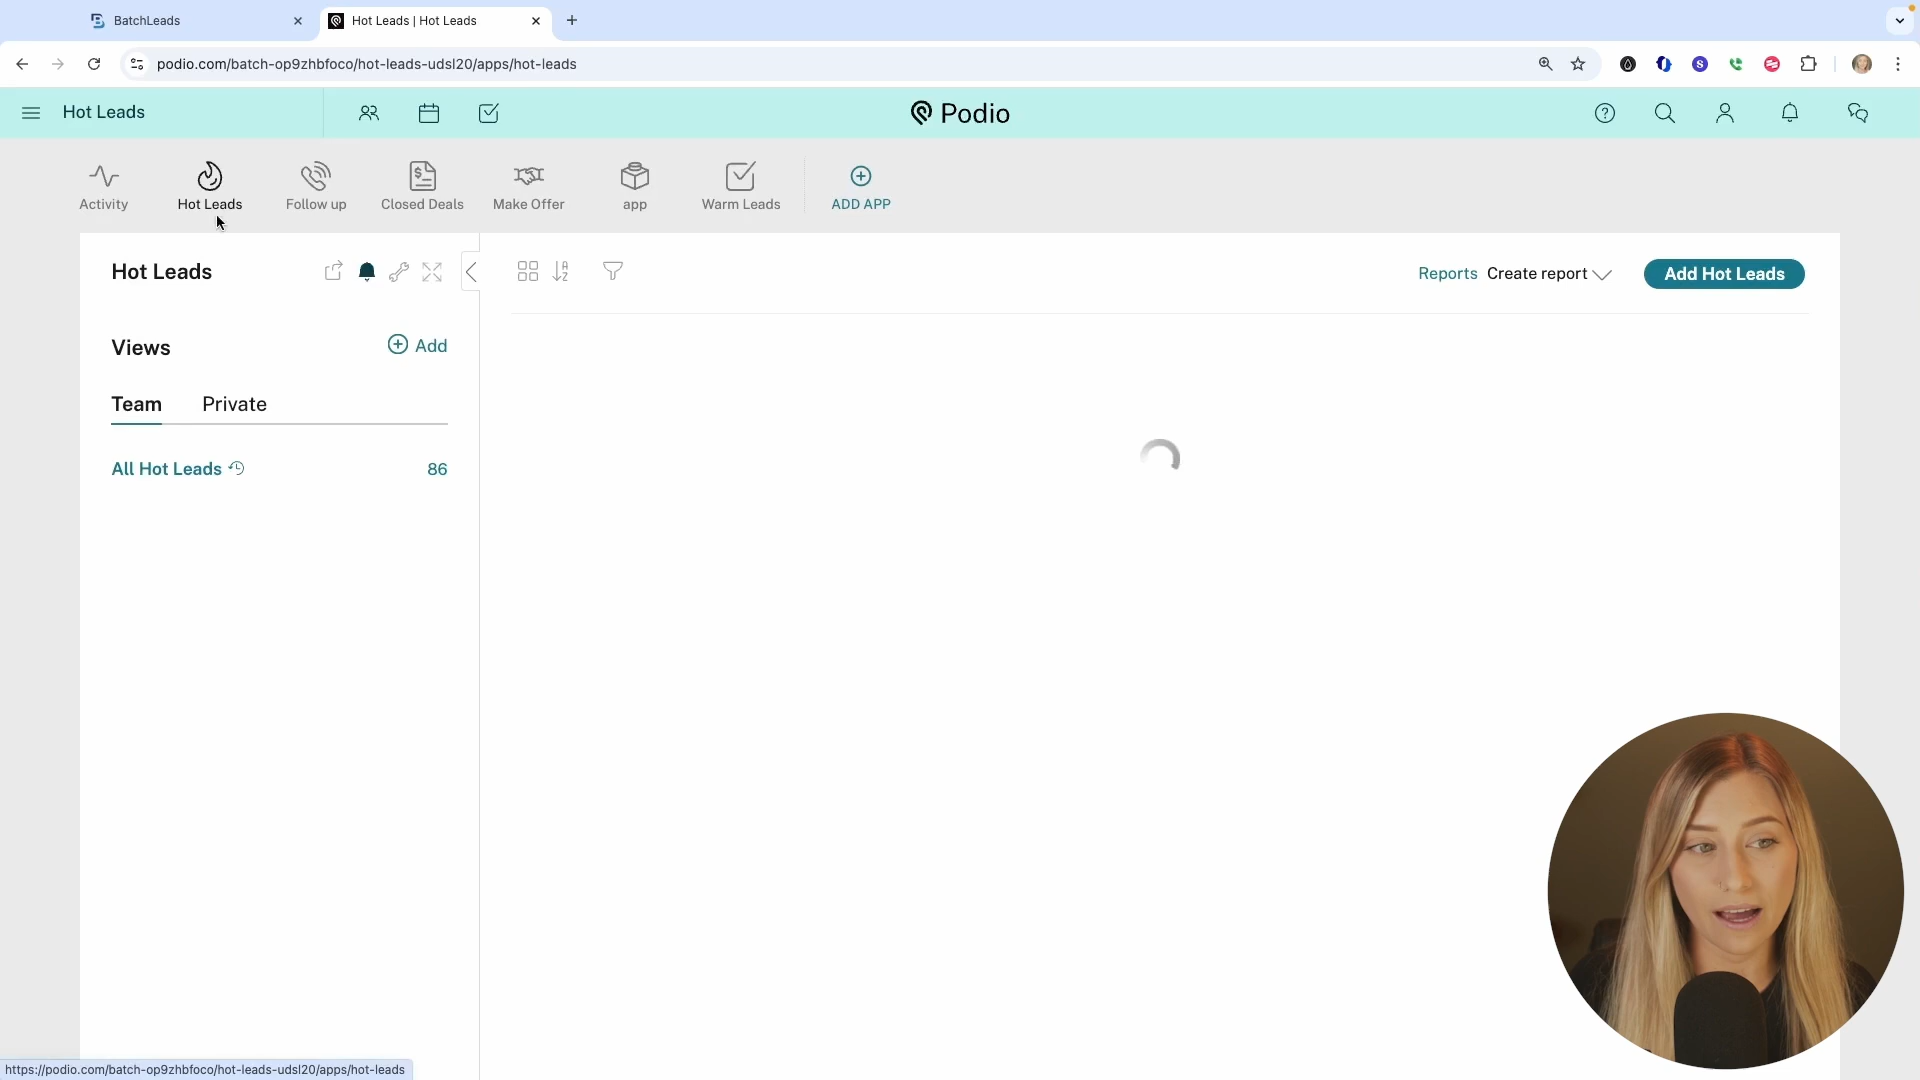 BatchLeads
Hot Leads | Hot Leads
podio.com/batch-op9zhbfoco/hot-leads-udsl20/apps/hot-leads
Hot Leads
Podio
Activity
Hot Leads
Follow up
Closed Deals
Make Offer
app
Warm Leads
ADD APP
Hot Leads
Reports Create report
Add Hot Leads
Views
Add
Team
Private
All Hot Leads
86
https://podio.com/batch-op9zhbfoco/hot-leads-udsl20/apps/hot-leads